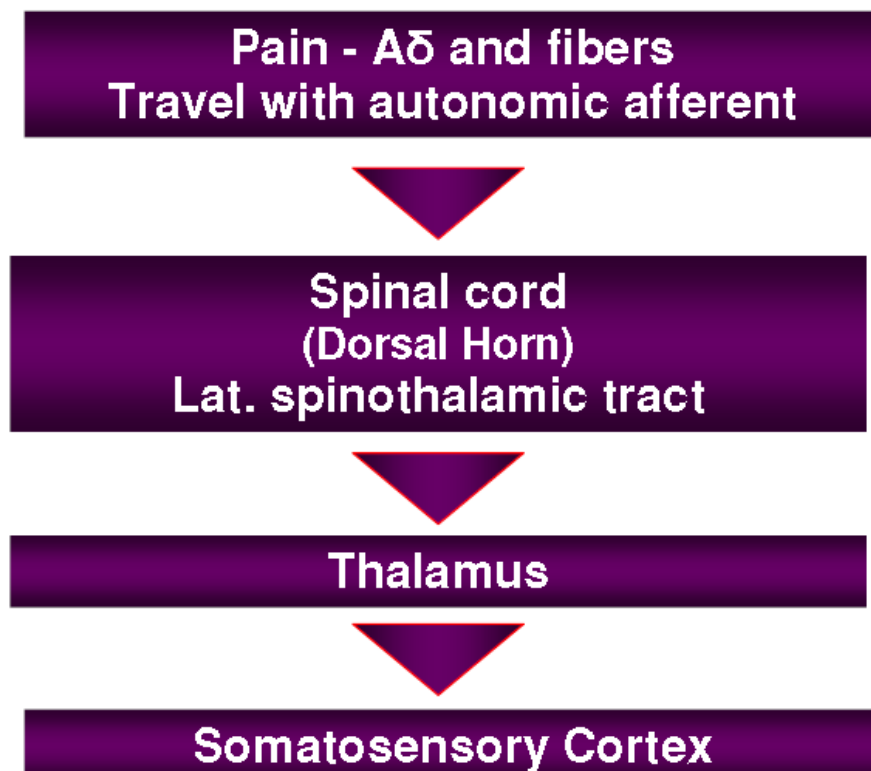 Pain - Aδ and fibers
Travel with autonomic afferent
Spinal cord
(Dorsal Horn)
Lat. spinothalamic tract
Thalamus
Somatosensory Cortex